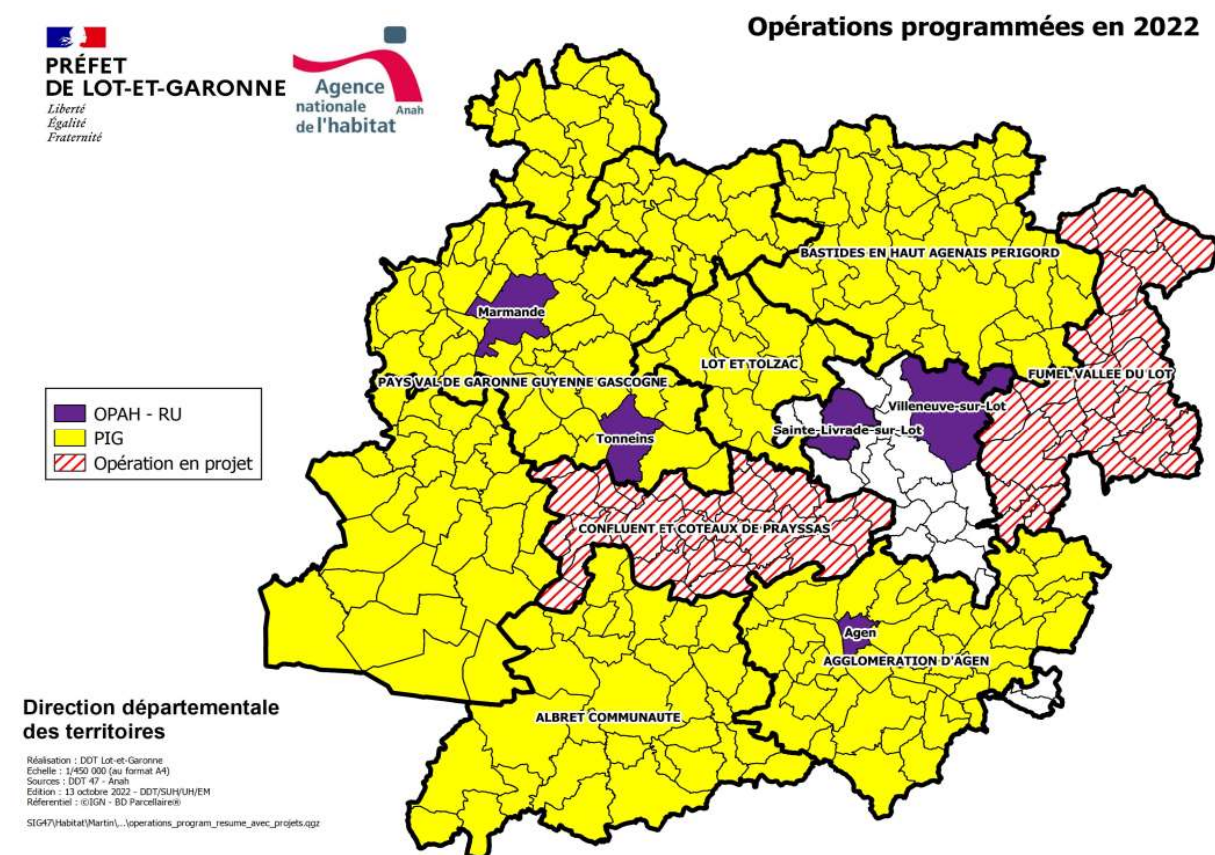 Opérations programmées en 2022
PRÉFET
DE LOT-ET-GARONNE
Liberté
Égalité
Fraternité
Agence
nationale
de l'habitat
Anah
BASTIDES EN HAUT AGENAIS PERIGORD
Marmande
LOT ET TOLZAC
FUMEL VALLEE DU LOT
PAYS VAL DE GARONNE GUYENNE GASCOGNE
Villeneuve-sur-Lot
Sainte-Livrade-sur-Lot
Tonneins
OPAH - RU
PIG
Opération en projet
CONFLUENT ET COTEAUX DE PRAYSSAS
Agen
AGGLOMERATION D'AGEN
ALBRET COMMUNAUTE
Direction départementale
des territoires
Réalisation : DDT Lot-et-Garonne
Echelle : 1/450 000 (au format A4)
Sources : DDT 47 - Anah
Edition : 13 octobre 2022 - DDT/SUH/UH/EM
Réferentiel : ©IGN - BD Parcellaire®
SIG47\Habitat\Martin\...\operations_program_resume_avec_projets.qgz